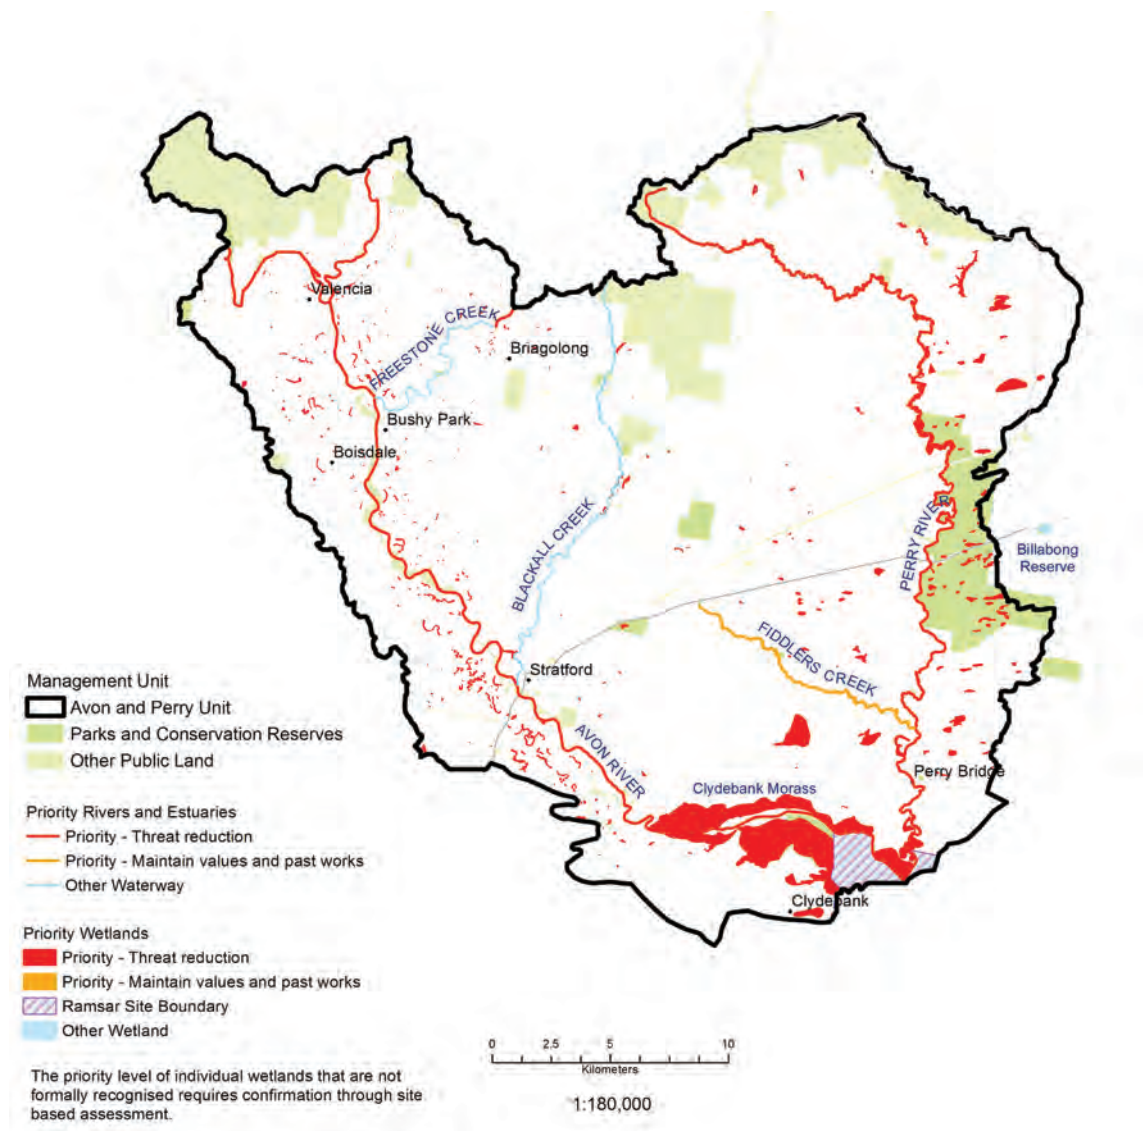 Valencia
FREESTONE CREEK
Briagolong
Bushy Park
Boisdale
BLACKALL CREEK
PERRY RIVER
Billabong
Reserve
FIDDLERS CREEK
Stratford
AVON RIVER
Perry Bridge
Clydebank Morass
Clydebank
Management Unit
Avon and Perry Unit
Parks and Conservation Reserves
Other Public Land
Priority Rivers and Estuaries
Priority - Threat reduction
Priority - Maintain values and past works
Other Waterway
Priority Wetlands
Priority - Threat reduction
Priority - Maintain values and past works
Ramsar Site Boundary
Other Wetland
The priority level of individual wetlands that are not
formally recognised requires confirmation through site
based assessment.
0 2.5 5 10
Kilometers
1:180,000